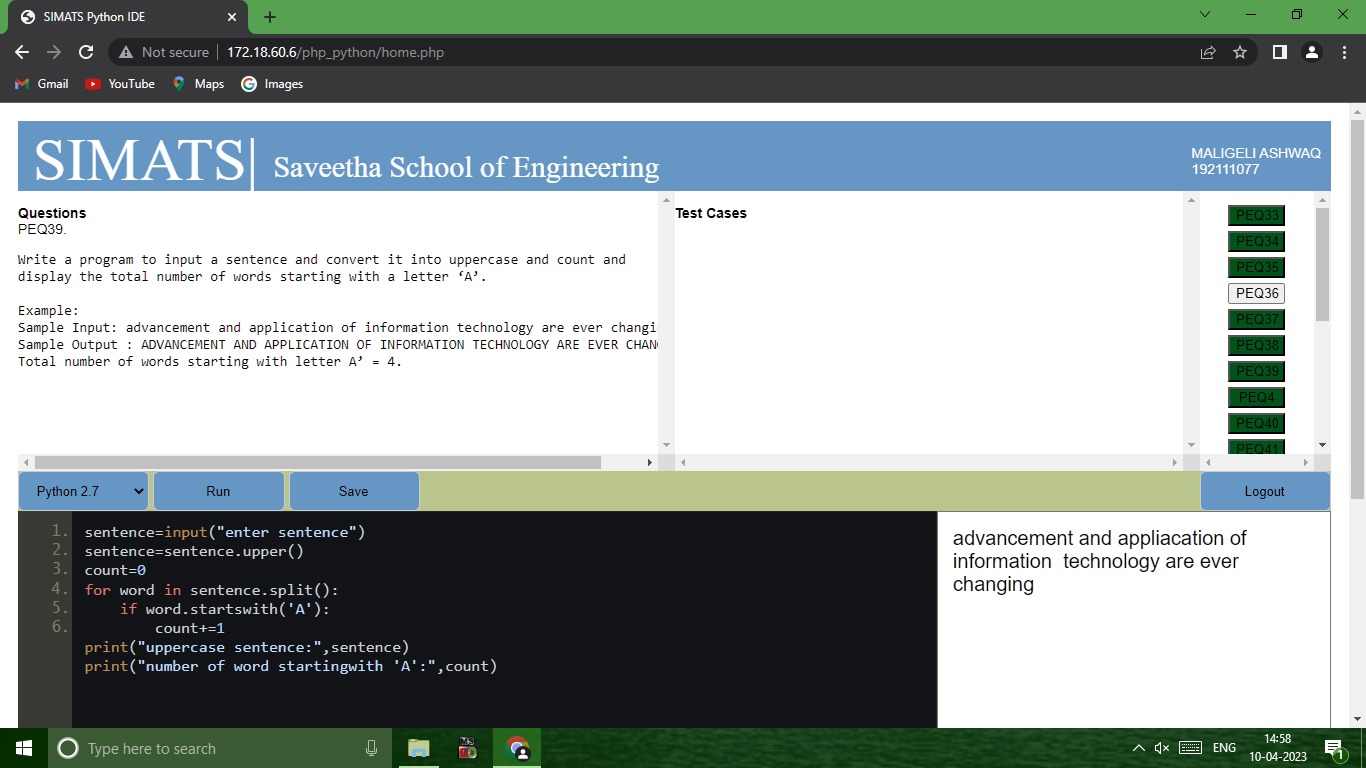 SIMATS Python IDE
Not secure
172.18.60.6/php_python/home.php
Gmail
YouTube
Maps
Images
SIMATS|
Saveetha School of Engineering
MALIGELI ASHWAQ
192111077
Questions
PEQ39.
Write a program to input a sentence and convert it into uppercase and count and
display the total number of words starting with a letter ‘A’.
Example:
Sample Input: advancement and application of information technology are ever changi
Sample Output : ADVANCEMENT AND APPLICATION OF INFORMATION TECHNOLOGY ARE EVER CHAN
Total number of words starting with letter A’ = 4.
Test Cases
PEQ33
PEQ34
PEQ35
PEQ36
PEQ37
PEQ38
PEQ39
PEQ4
PEQ40
PEQ41
Python 2.7
Run
Save
Logout
1. sentence=input("enter sentence")
2. sentence=sentence.upper()
3. count=0
4. for word in sentence.split():
5. if word.startswith('A'):
6. count+=1
print("uppercase sentence:",sentence)
print("number of word startingwith 'A':",count)
advancement and appliacation of
information technology are ever
changing
Type here to search
ENG
14:58
10-04-2023
1